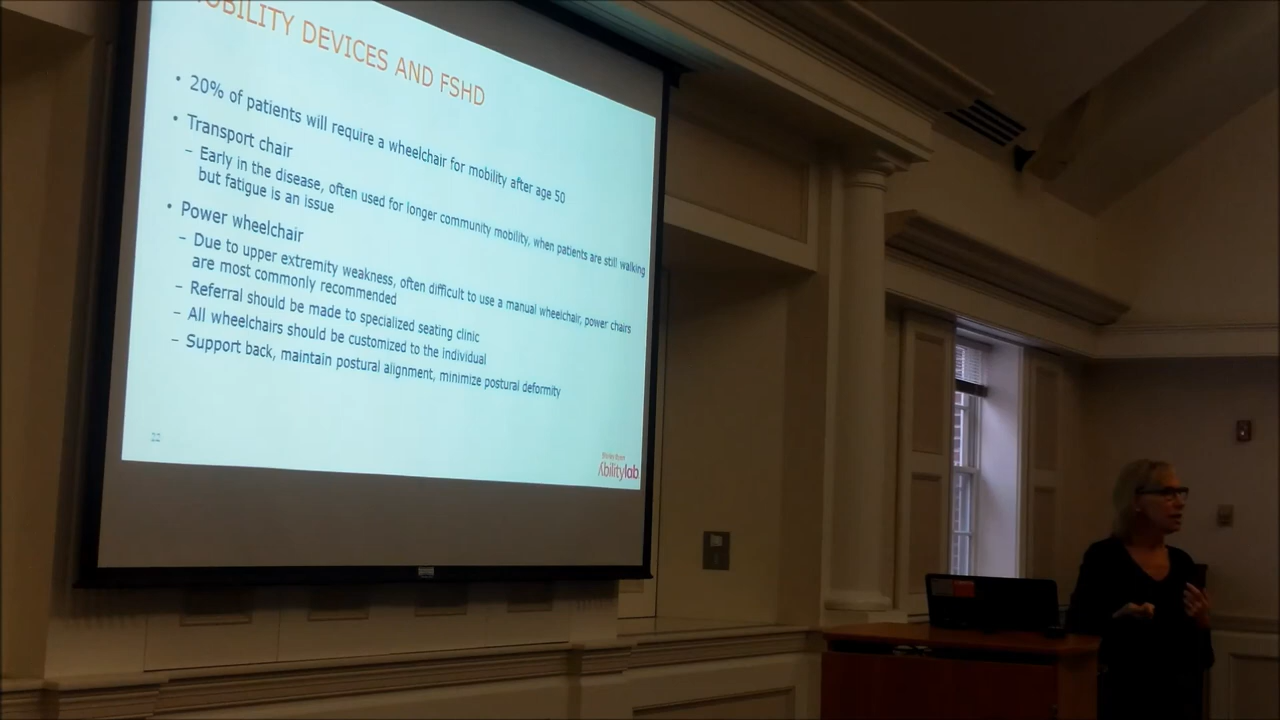 OBILITY DEVICES AND FSHD
• 20% of patients will require a wheelchair for mobility after age 50
• Transport chair
– Early in the disease, often used for longer community mobility, when patients are still walking
but fatigue is an issue
• Power wheelchair
– Due to upper extremity weakness, often difficult to use a manual wheelchair, power chairs
are most commonly recommended
– Referral should be made to specialized seating clinic
– All wheelchairs should be customized to the individual
– Support back, maintain postural alignment, minimize postural deformity
Abilitylab